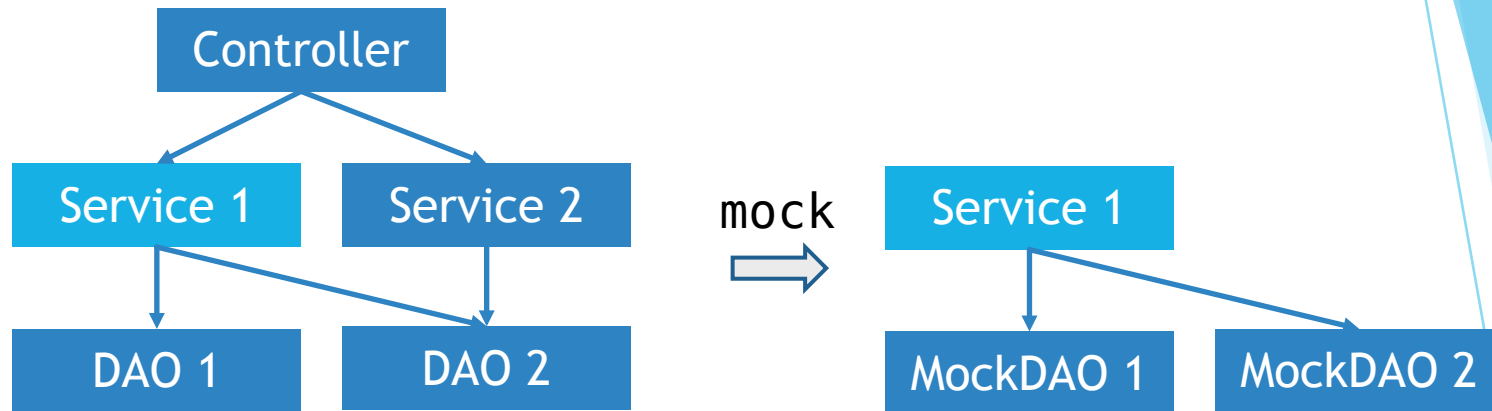 Controller
Service 1
Service 2
DAO 1
DAO 2
mock
Service 1
MockDAO 1
MockDAO 2